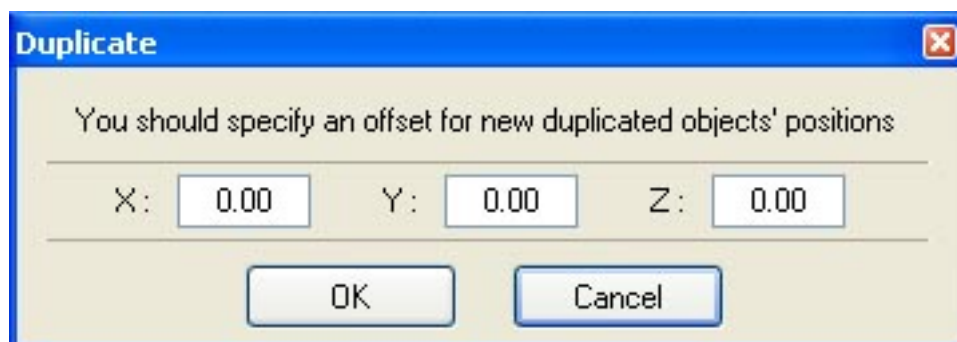 Duplicate
You should specify an offset for new duplicated objects' positions
X: 0.00 Y: 0.00 Z: 0.00
OK Cancel